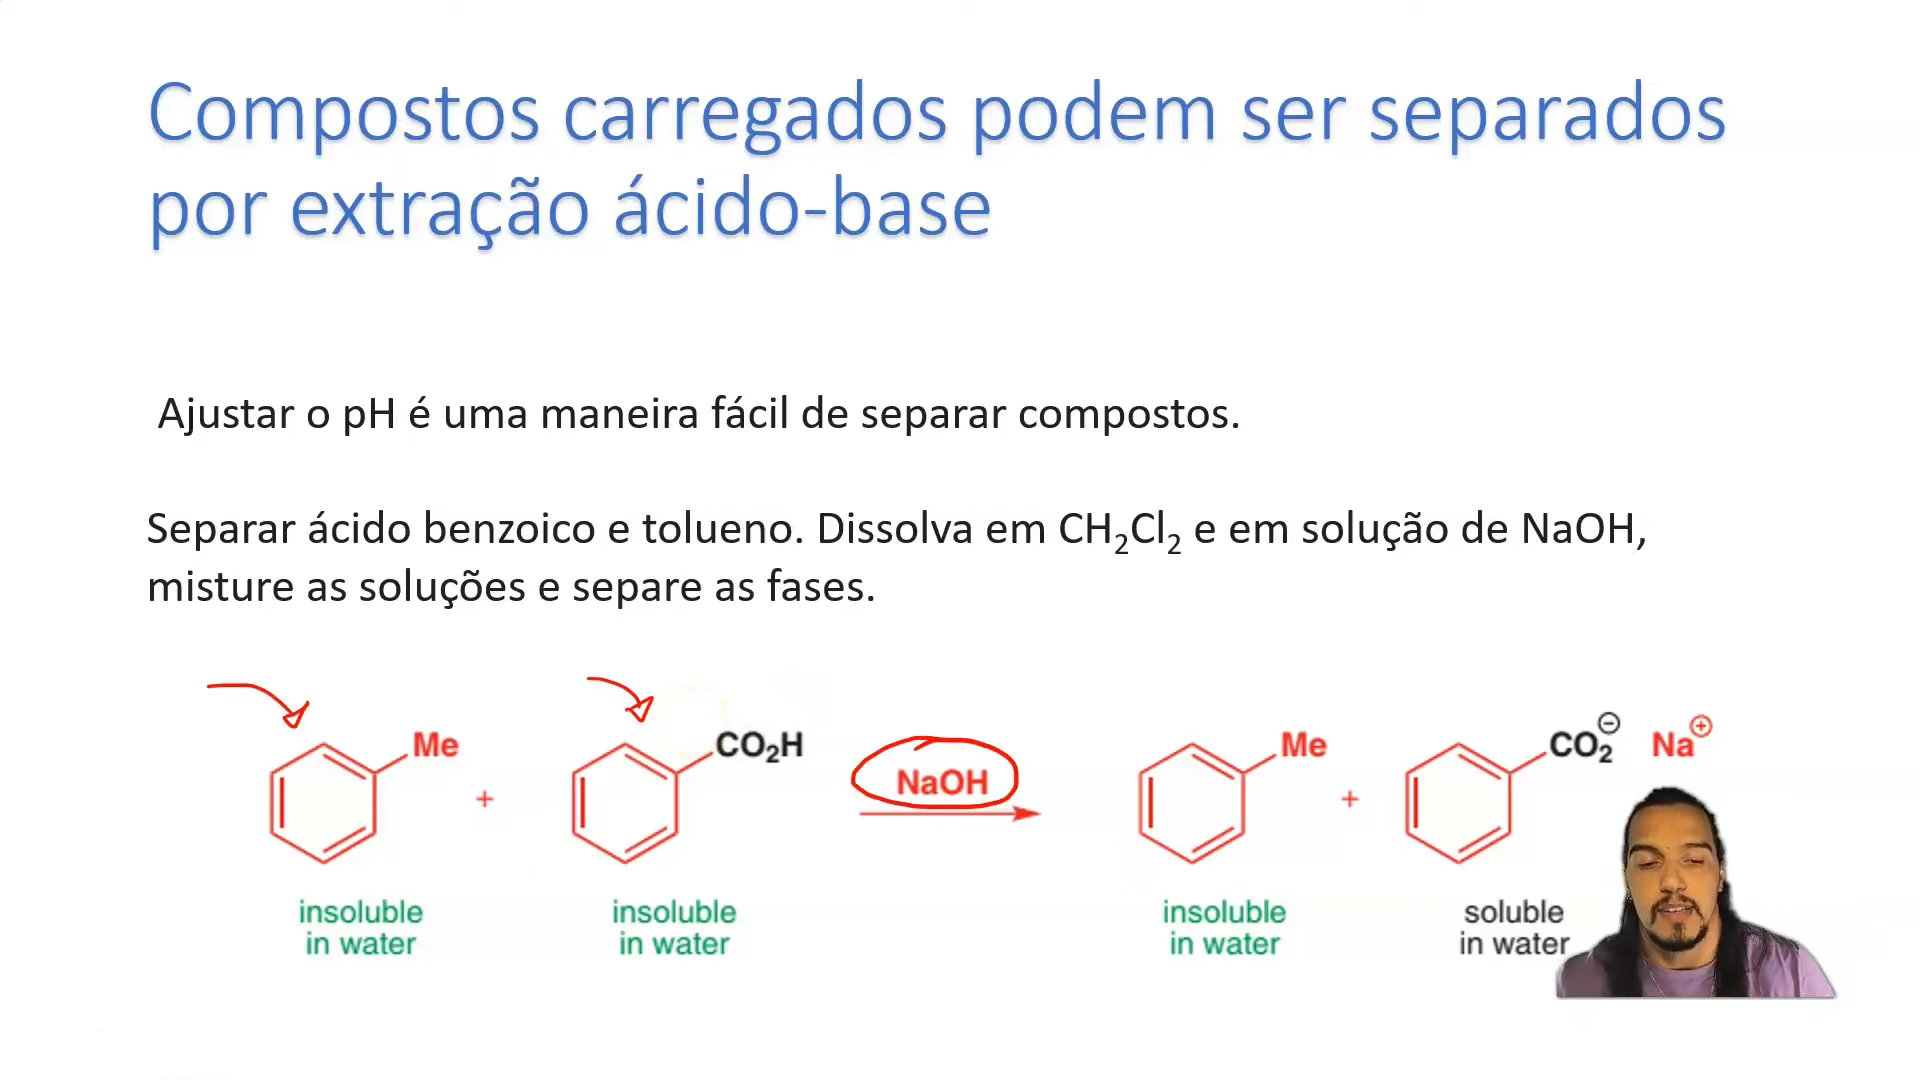 Compostos carregados podem ser separados
por extração ácido-base
Ajustar o pH é uma maneira fácil de separar compostos.
Separar ácido benzoico e tolueno. Dissolva em CH₂Cl₂ e em solução de NaOH,
misture as soluções e separe as fases.
Me
+
CO₂H
NaOH
Me
+
CO₂⊖ Na⊕
insoluble
in water
insoluble
in water
insoluble
in water
soluble
in water